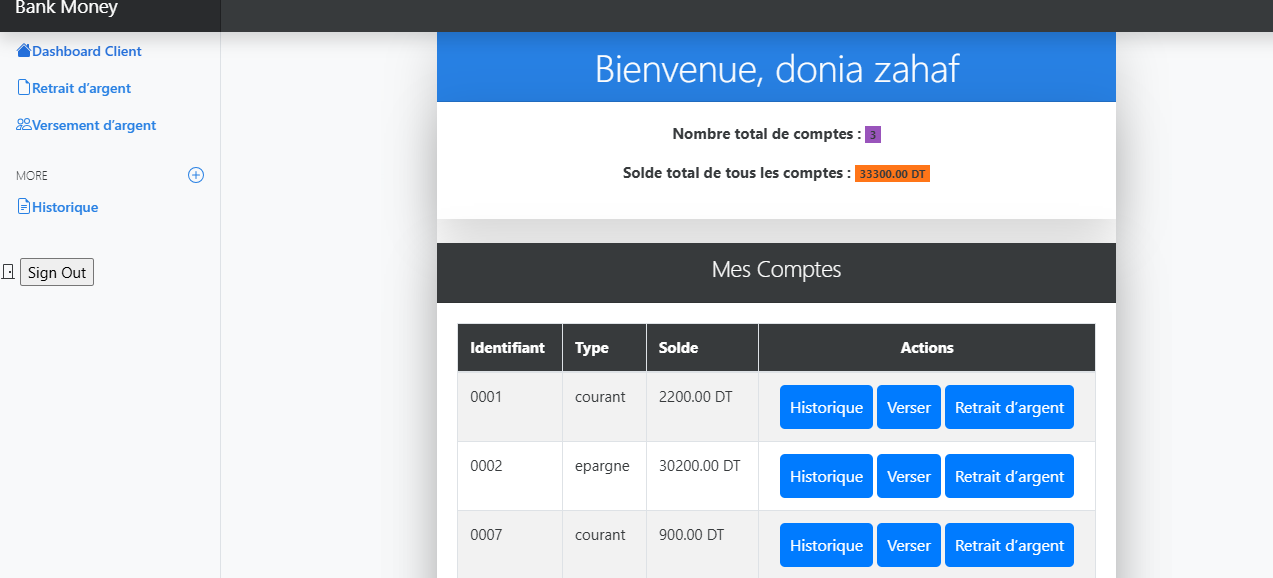 Bank Money
Dashboard Client
Retrait d’argent
Versement d’argent
MORE
Historique
Sign Out
Bienvenue, donia zahaf
Nombre total de comptes : 3
Solde total de tous les comptes : 33300.00 DT
Mes Comptes
Identifiant Type Solde Actions
0001 courant 2200.00 DT Historique Verser Retrait d’argent
0002 epargne 30200.00 DT Historique Verser Retrait d’argent
0007 courant 900.00 DT Historique Verser Retrait d’argent